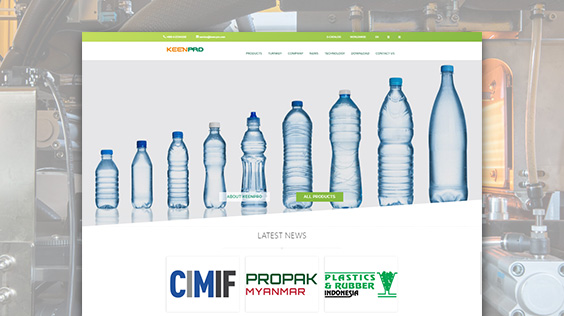 KEENPRO
PRODUCTS TURNKEY COMPANY NEWS TECHNOLOGY DOWNLOAD CONTACT US
ABOUT KEENPRO ALL PRODUCTS
LATEST NEWS
CIMIF
PROPAK
MYANMAR
PLASTICS
& RUBBER
INDONESIA